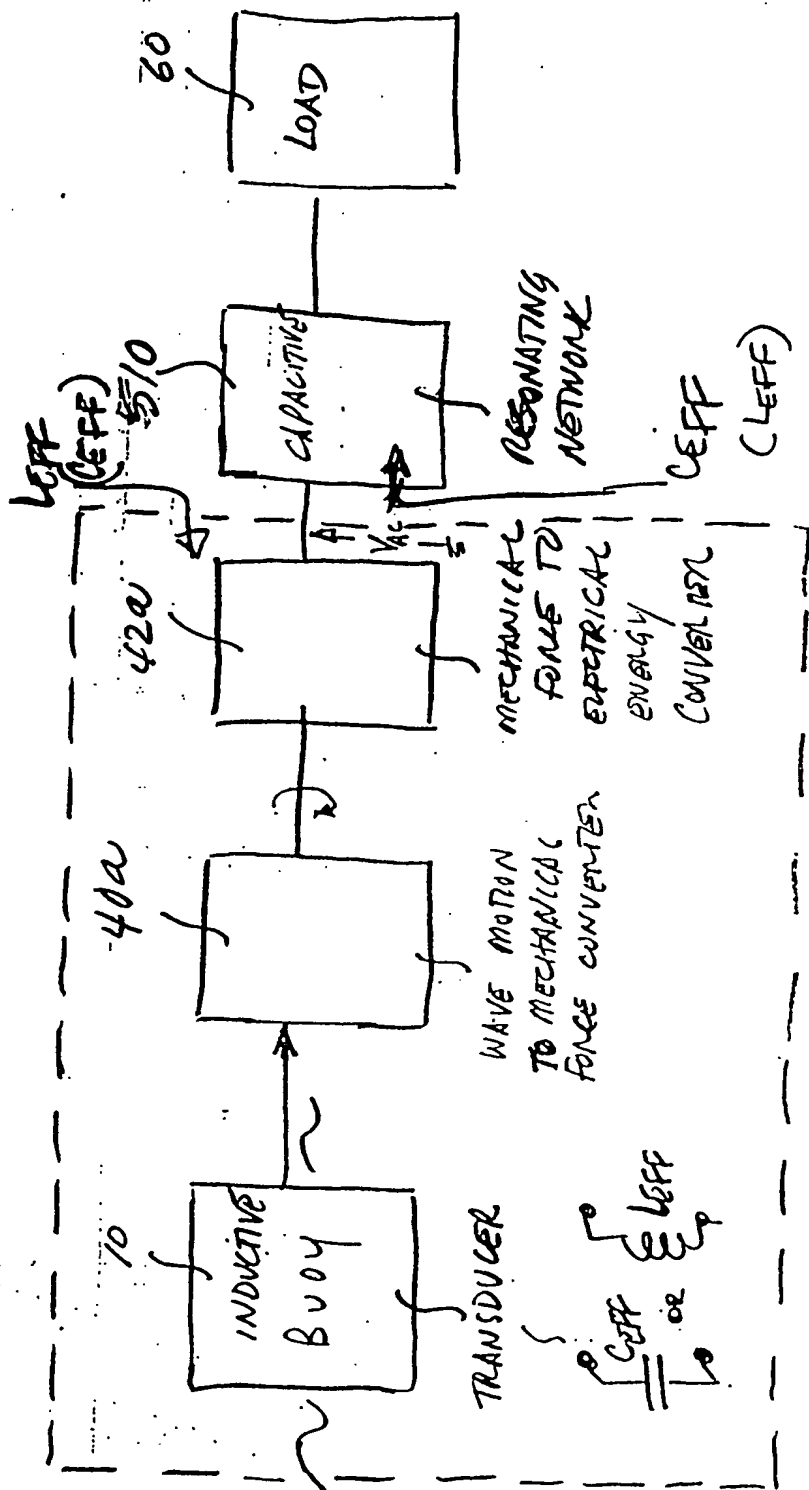 10
INDUCTIVE
BUOY
TRANSDUCER
CEFF
OR
LEFF
40a
WAVE MOTION
TO MECHANICAL
FORCE CONVERTER
42a
MECHANICAL
FORCE TO
ELECTRICAL
ENERGY
CONVERTER
LEFF
(CEFF)
VAC
510
CAPACITIVE
RESONATING
NETWORK
CEFF
(LEFF)
60
LOAD